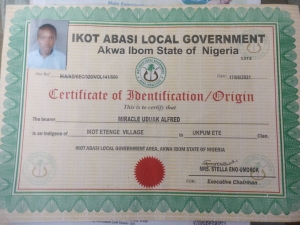 IKOT ABASI LOCAL GOVERNMENT
Akwa Ibom State of Nigeria
Certificate of Identification/Origin
This is to certify that
The bearer MIRACLE UDUAK ALFRED
is an Indigene of IKOT ETENGE VILLAGE to UKPUM ETE Clan
IKOT ABASI LOCAL GOVERNMENT AREA, AKWA IBOM STATE OF NIGERIA
MRS. STELLA ENO-UMOREN
Executive Chairman